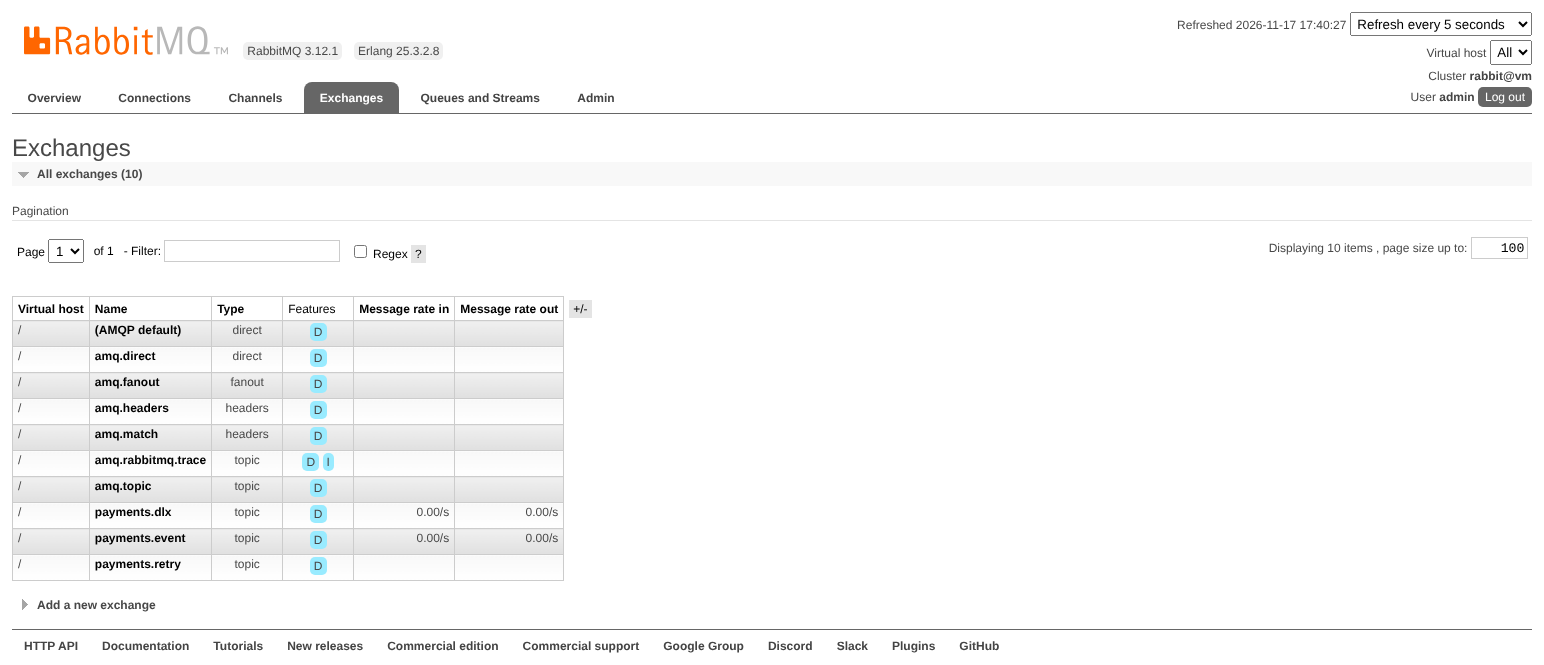 RabbitMQ TM RabbitMQ 3.12.1 Erlang 25.3.2.8
Refreshed 2026-11-17 17:40:27 Refresh every 5 seconds
Virtual host All
Cluster rabbit@vm
User admin Log out
Overview Connections Channels Exchanges Queues and Streams Admin
Exchanges
All exchanges (10)
Pagination
Page 1 of 1 - Filter: Regex ? Displaying 10 items , page size up to: 100
Virtual host Name Type Features Message rate in Message rate out +/-
/ (AMQP default) direct D
/ amq.direct direct D
/ amq.fanout fanout D
/ amq.headers headers D
/ amq.match headers D
/ amq.rabbitmq.trace topic D I
/ amq.topic topic D
/ payments.dlx topic D 0.00/s 0.00/s
/ payments.event topic D 0.00/s 0.00/s
/ payments.retry topic D
Add a new exchange
HTTP API Documentation Tutorials New releases Commercial edition Commercial support Google Group Discord Slack Plugins GitHub